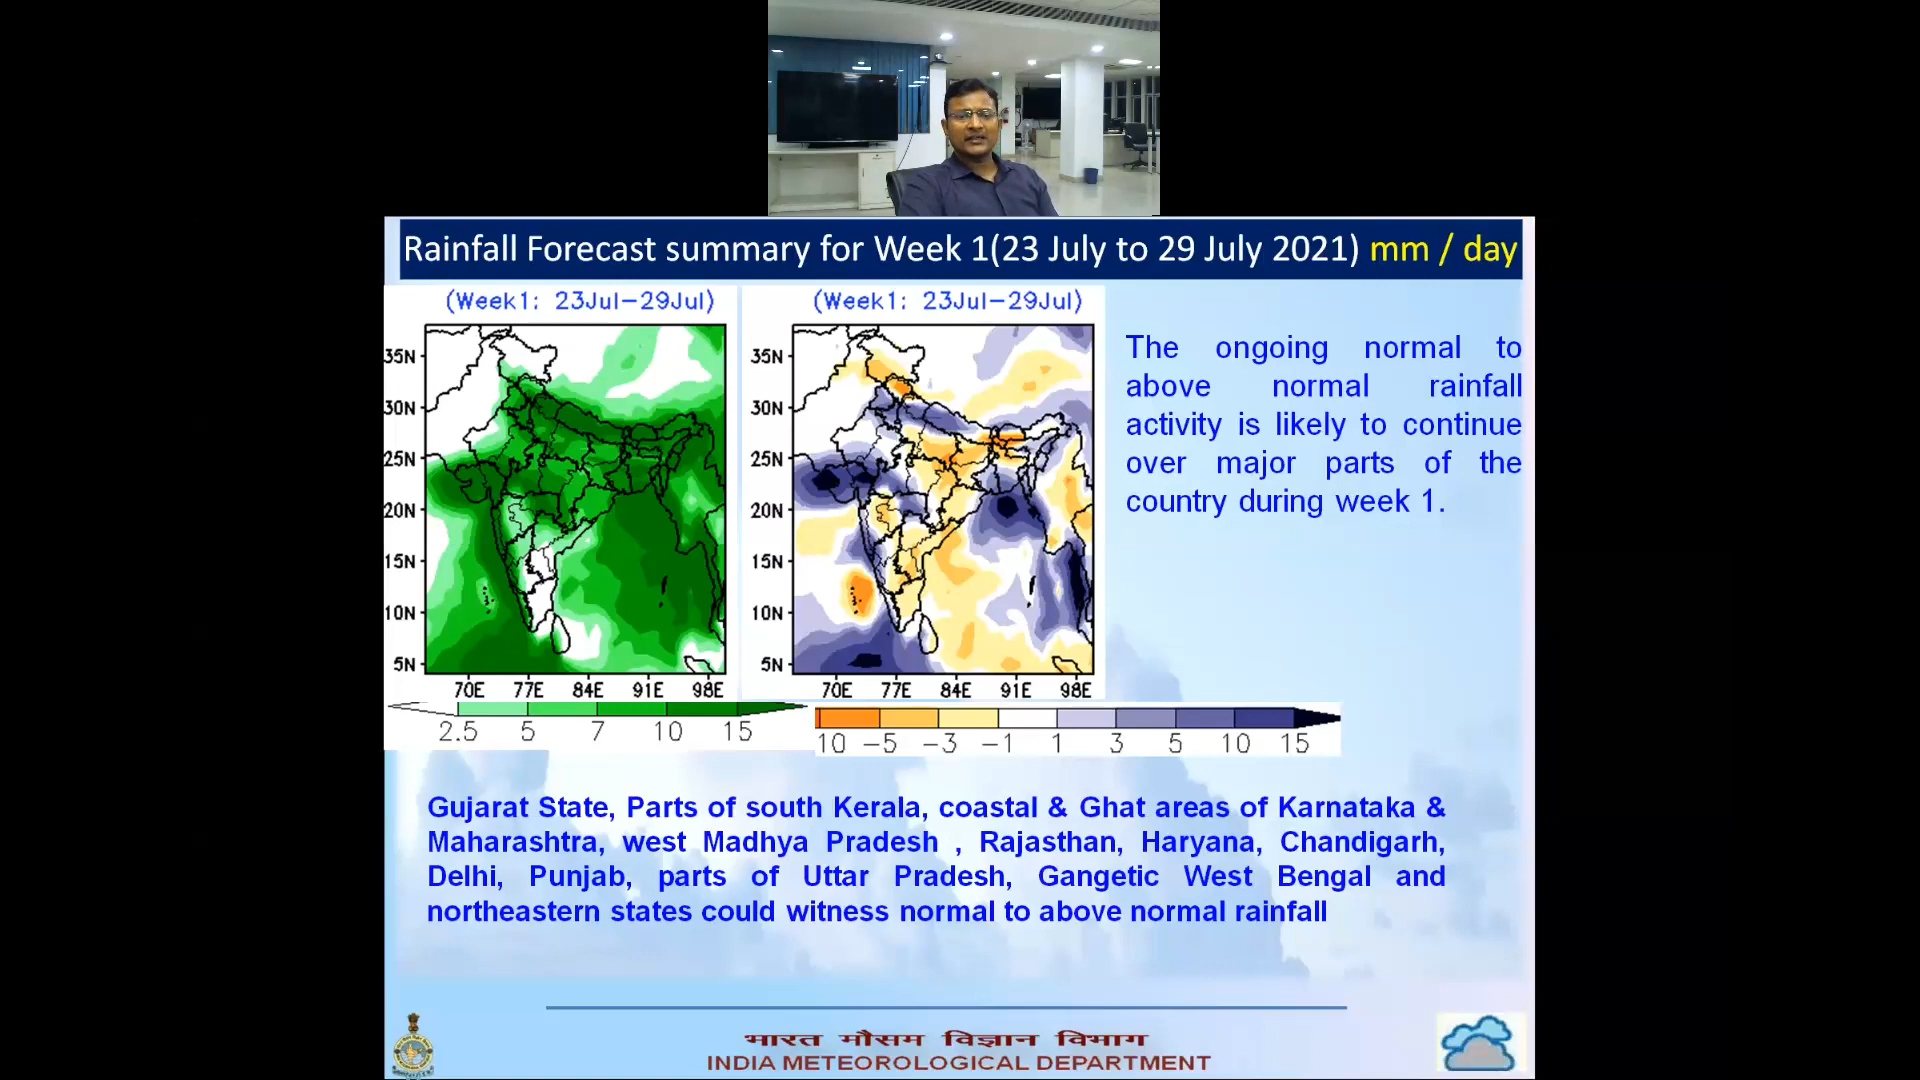 Rainfall Forecast summary for Week 1(23 July to 29 July 2021) mm / day
(Week1: 23Jul-29Jul)
35N
30N
25N
20N
15N
10N
5N
70E 77E 84E 91E 98E
2.5 5 7 10 15
(Week1: 23Jul-29Jul)
35N
30N
25N
20N
15N
10N
5N
70E 77E 84E 91E 98E
10 -5 -3 -1 1 3 5 10 15
The ongoing normal to
above normal rainfall
activity is likely to continue
over major parts of the
country during week 1.
Gujarat State, Parts of south Kerala, coastal & Ghat areas of Karnataka &
Maharashtra, west Madhya Pradesh , Rajasthan, Haryana, Chandigarh,
Delhi, Punjab, parts of Uttar Pradesh, Gangetic West Bengal and
northeastern states could witness normal to above normal rainfall
भारत मौसम विज्ञान विभाग
INDIA METEOROLOGICAL DEPARTMENT